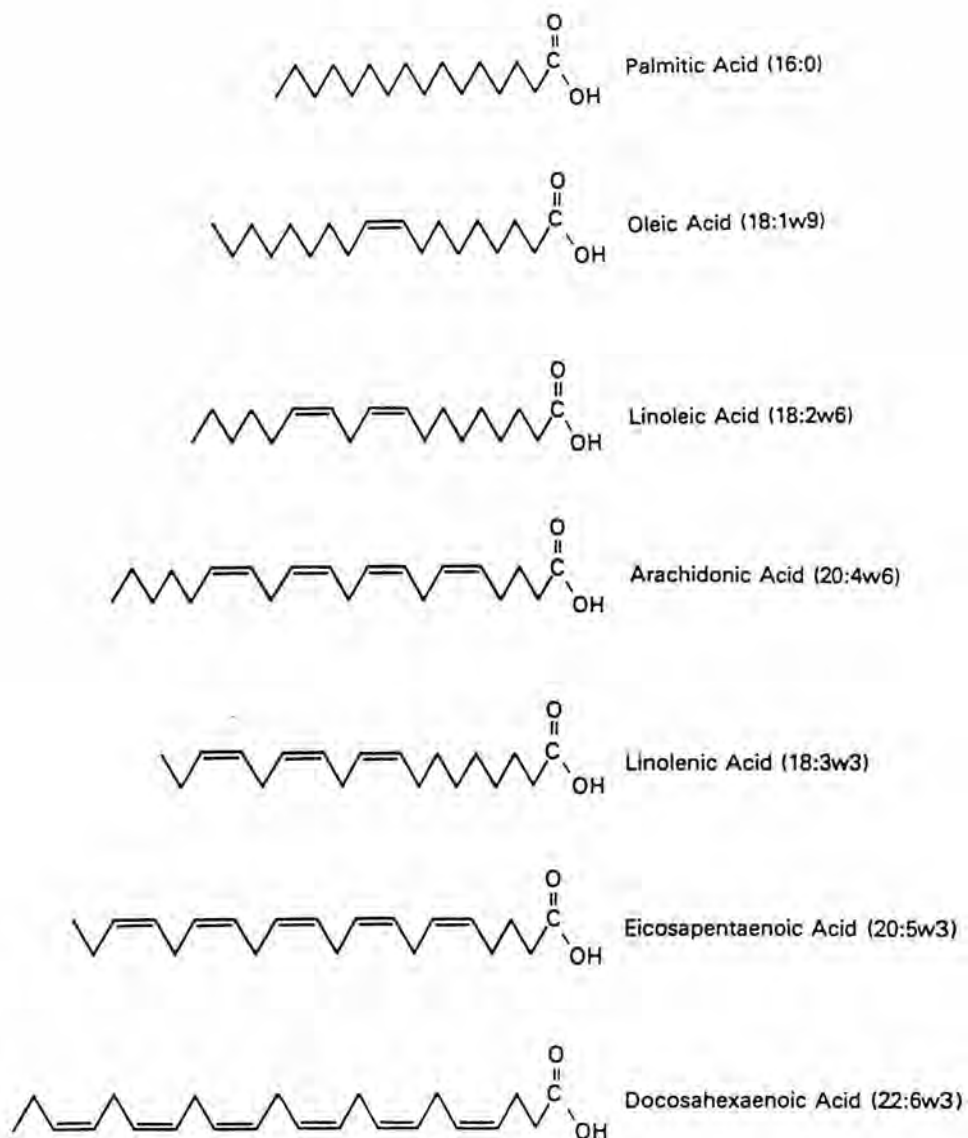 O
C
OH
Palmitic Acid (16:0)
O
C
OH
Oleic Acid (18:1w9)
O
C
OH
Linoleic Acid (18:2w6)
O
C
OH
Arachidonic Acid (20:4w6)
O
C
OH
Linolenic Acid (18:3w3)
O
C
OH
Eicosapentaenoic Acid (20:5w3)
O
C
OH
Docosahexaenoic Acid (22:6w3)